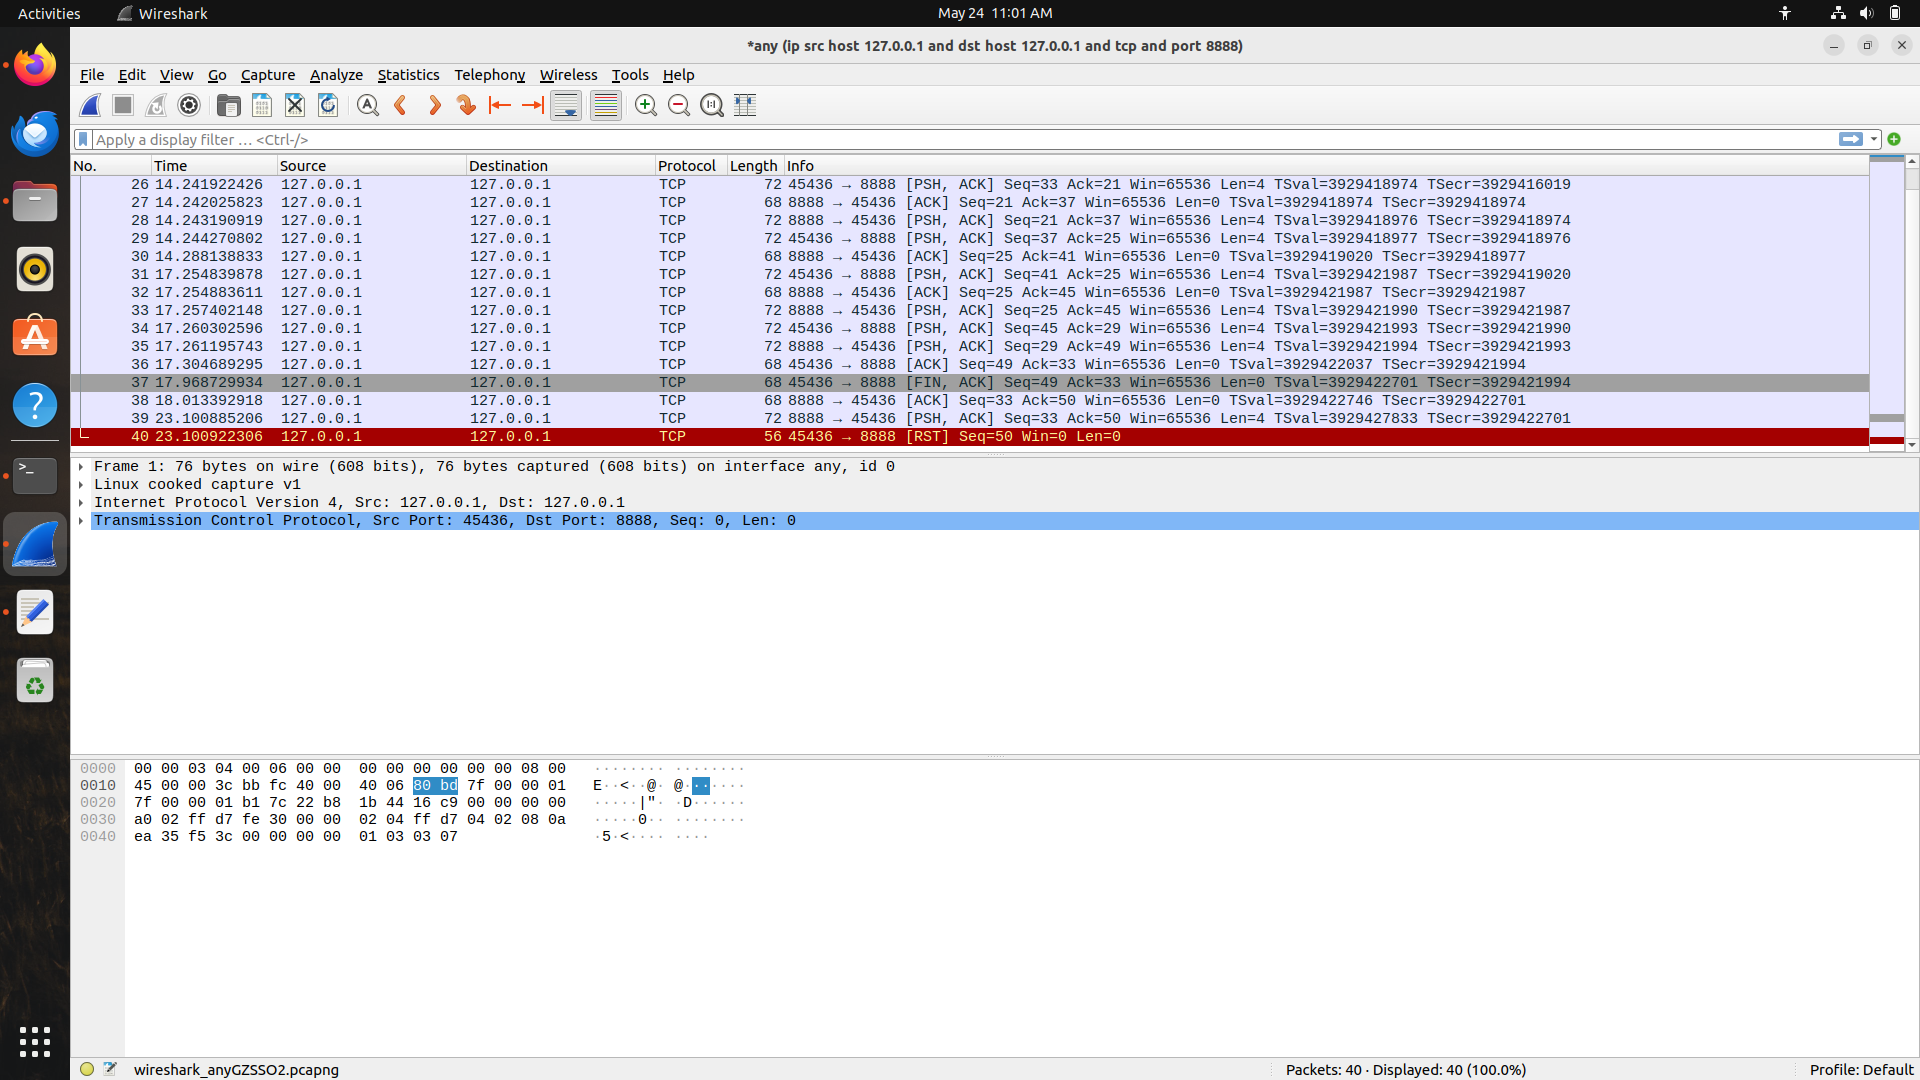 Activities Wireshark May 24 11:01 AM
*any (ip src host 127.0.0.1 and dst host 127.0.0.1 and tcp and port 8888)
File Edit View Go Capture Analyze Statistics Telephony Wireless Tools Help
Apply a display filter … <Ctrl-/>
No. Time Source Destination Protocol Length Info
26 14.241922426 127.0.0.1 127.0.0.1 TCP 72 45436 → 8888 [PSH, ACK] Seq=33 Ack=21 Win=65536 Len=4 TSval=3929418974 TSecr=3929416019
27 14.242025823 127.0.0.1 127.0.0.1 TCP 68 8888 → 45436 [ACK] Seq=21 Ack=37 Win=65536 Len=0 TSval=3929418974 TSecr=3929418974
28 14.243190919 127.0.0.1 127.0.0.1 TCP 72 8888 → 45436 [PSH, ACK] Seq=21 Ack=37 Win=65536 Len=4 TSval=3929418976 TSecr=3929418974
29 14.244270802 127.0.0.1 127.0.0.1 TCP 72 45436 → 8888 [PSH, ACK] Seq=37 Ack=25 Win=65536 Len=4 TSval=3929418977 TSecr=3929418976
30 14.288138833 127.0.0.1 127.0.0.1 TCP 68 8888 → 45436 [ACK] Seq=25 Ack=41 Win=65536 Len=0 TSval=3929419020 TSecr=3929418977
31 17.254839878 127.0.0.1 127.0.0.1 TCP 72 45436 → 8888 [PSH, ACK] Seq=41 Ack=25 Win=65536 Len=4 TSval=3929421987 TSecr=3929419020
32 17.254883611 127.0.0.1 127.0.0.1 TCP 68 8888 → 45436 [ACK] Seq=25 Ack=45 Win=65536 Len=0 TSval=3929421987 TSecr=3929421987
33 17.257402148 127.0.0.1 127.0.0.1 TCP 72 8888 → 45436 [PSH, ACK] Seq=25 Ack=45 Win=65536 Len=4 TSval=3929421990 TSecr=3929421987
34 17.260302596 127.0.0.1 127.0.0.1 TCP 72 45436 → 8888 [PSH, ACK] Seq=45 Ack=29 Win=65536 Len=4 TSval=3929421993 TSecr=3929421990
35 17.261195743 127.0.0.1 127.0.0.1 TCP 72 8888 → 45436 [PSH, ACK] Seq=29 Ack=49 Win=65536 Len=4 TSval=3929421994 TSecr=3929421993
36 17.304689295 127.0.0.1 127.0.0.1 TCP 68 45436 → 8888 [ACK] Seq=49 Ack=33 Win=65536 Len=0 TSval=3929422037 TSecr=3929421994
37 17.968729934 127.0.0.1 127.0.0.1 TCP 68 45436 → 8888 [FIN, ACK] Seq=49 Ack=33 Win=65536 Len=0 TSval=3929422701 TSecr=3929421994
38 18.013392918 127.0.0.1 127.0.0.1 TCP 68 8888 → 45436 [ACK] Seq=33 Ack=50 Win=65536 Len=0 TSval=3929422746 TSecr=3929422701
39 23.100885206 127.0.0.1 127.0.0.1 TCP 72 8888 → 45436 [PSH, ACK] Seq=33 Ack=50 Win=65536 Len=4 TSval=3929427833 TSecr=3929422701
40 23.100922306 127.0.0.1 127.0.0.1 TCP 56 45436 → 8888 [RST] Seq=50 Win=0 Len=0
Frame 1: 76 bytes on wire (608 bits), 76 bytes captured (608 bits) on interface any, id 0
Linux cooked capture v1
Internet Protocol Version 4, Src: 127.0.0.1, Dst: 127.0.0.1
Transmission Control Protocol, Src Port: 45436, Dst Port: 8888, Seq: 0, Len: 0
0000 00 00 03 04 00 06 00 00 00 00 00 00 00 00 08 00 ········ ········
0010 45 00 00 3c bb fc 40 00 40 06 80 bd 7f 00 00 01 E··<··@· @·······
0020 7f 00 00 01 b1 7c 22 b8 1b 44 16 c9 00 00 00 00 ·····|"· ·D······
0030 a0 02 ff d7 fe 30 00 00 02 04 ff d7 04 02 08 0a ·····0·· ········
0040 ea 35 f5 3c 00 00 00 00 01 03 03 07 ·5·<···· ····
wireshark_anyGZSSO2.pcapng Packets: 40 · Displayed: 40 (100.0%) Profile: Default